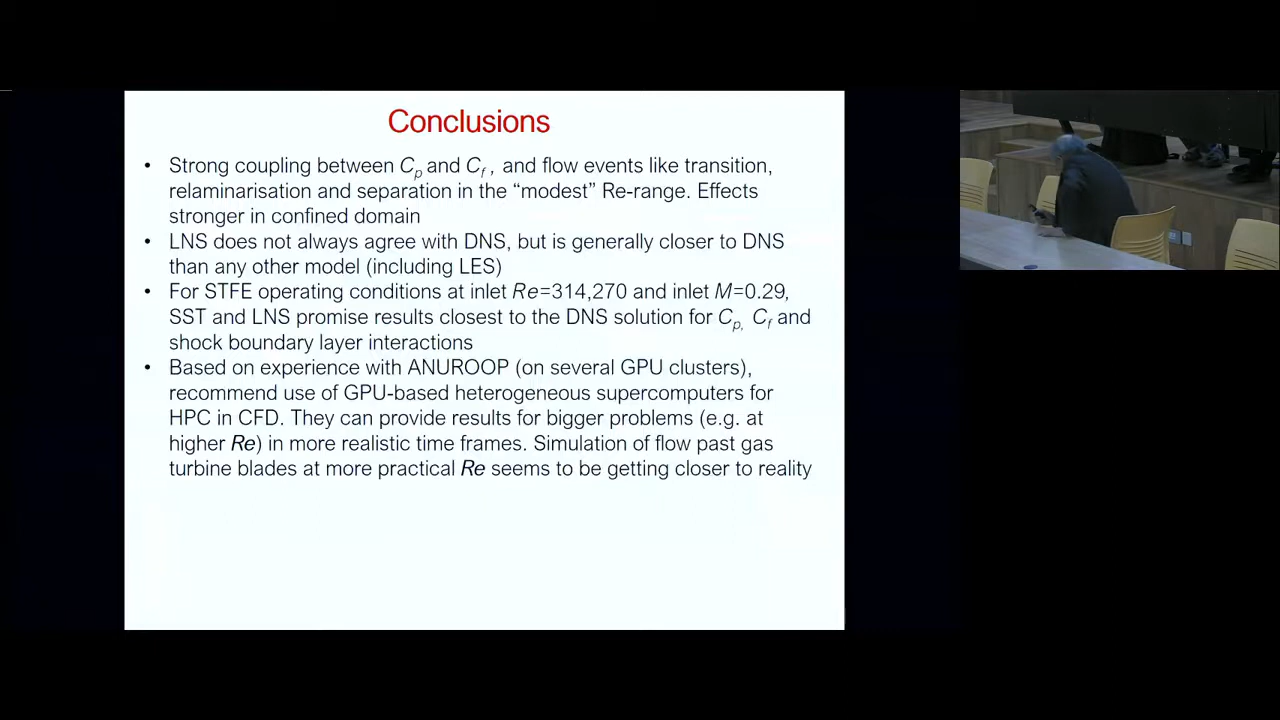 Conclusions
• Strong coupling between Cp and Cf , and flow events like transition,
relaminarisation and separation in the “modest” Re-range. Effects
stronger in confined domain
• LNS does not always agree with DNS, but is generally closer to DNS
than any other model (including LES)
• For STFE operating conditions at inlet Re=314,270 and inlet M=0.29,
SST and LNS promise results closest to the DNS solution for Cp, Cf and
shock boundary layer interactions
• Based on experience with ANUROOP (on several GPU clusters),
recommend use of GPU-based heterogeneous supercomputers for
HPC in CFD. They can provide results for bigger problems (e.g. at
higher Re) in more realistic time frames. Simulation of flow past gas
turbine blades at more practical Re seems to be getting closer to reality